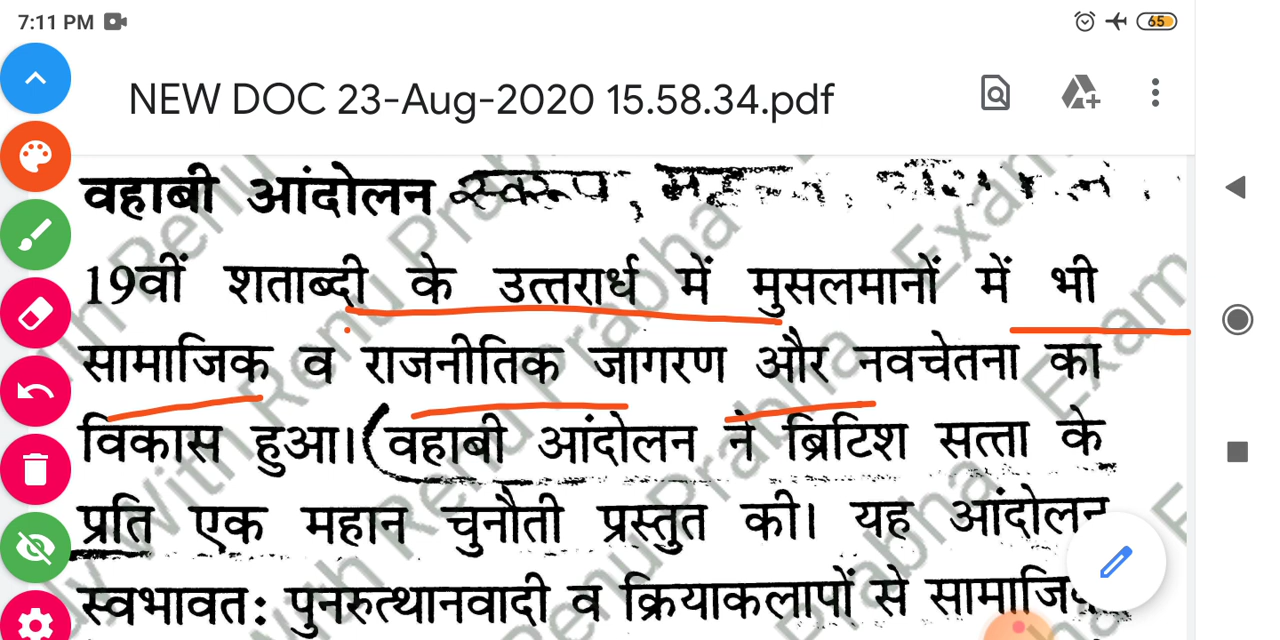 7:11 PM
65
NEW DOC 23-Aug-2020 15.58.34.pdf
वहाबी आंदोलन स्वरूप,
19वीं शताब्दी के उत्तरार्ध में मुसलमानों में भी
सामाजिक व राजनीतिक जागरण और नवचेतना का
विकास हुआ। (वहाबी आंदोलन ने ब्रिटिश सत्ता के
प्रति एक महान चुनौती प्रस्तुत की। यह आंदोलन
स्वभावत: पुनरुत्थानवादी व क्रियाकलापों से